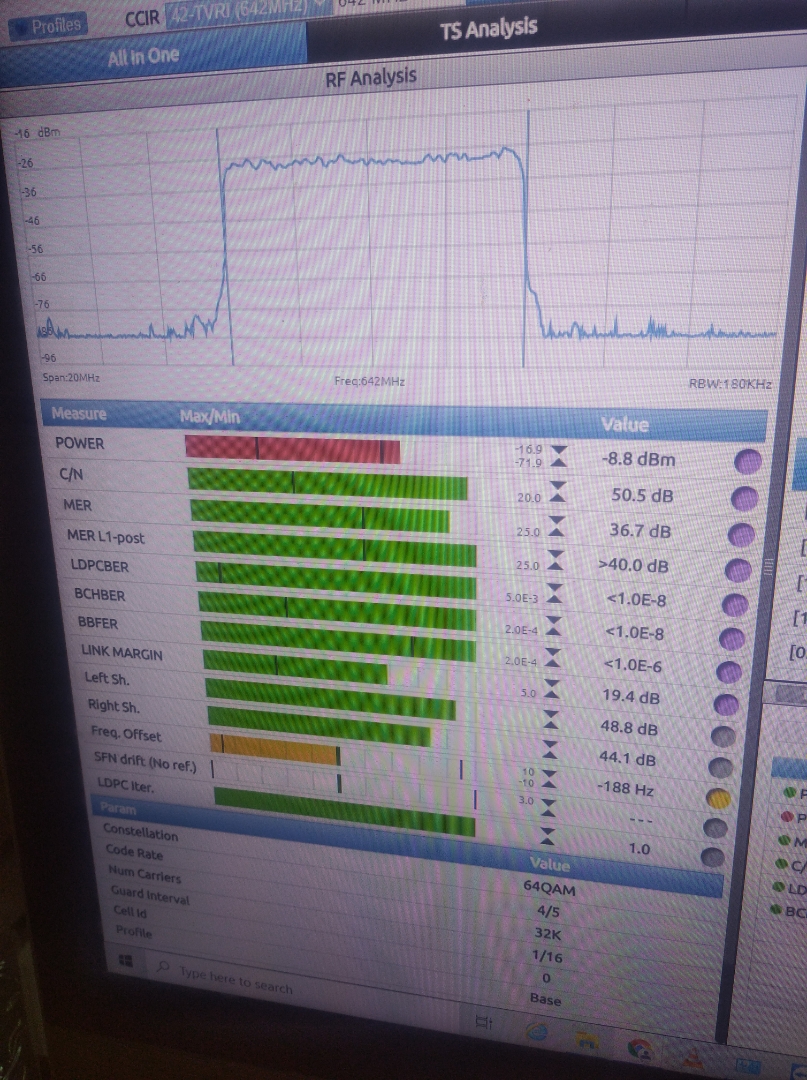 Profiles CCIR 42-TVRI (642MHz)
All in One TS Analysis
RF Analysis
-16 dBm
-26
-36
-46
-56
-66
-76
-96
Span:20MHz Freq:642MHz RBW:180KHz
Measure Max/Min Value
POWER -16.9 -71.9 -8.8 dBm
C/N 20.0 50.5 dB
MER 25.0 36.7 dB
MER L1-post 25.0 >40.0 dB
LDPCBER 5.0E-3 <1.0E-8
BCHBER 2.0E-4 <1.0E-8
BBFER 2.0E-4 <1.0E-6
LINK MARGIN 5.0 19.4 dB
Left Sh. 48.8 dB
Right Sh. 44.1 dB
Freq. Offset 10 -10 -188 Hz
SFN drift (No ref.) 3.0 ---
LDPC Iter. 1.0
Param Value
Constellation 64QAM
Code Rate 4/5
Num Carriers 32K
Guard Interval 1/16
Cell Id 0
Profile Base
Type here to search